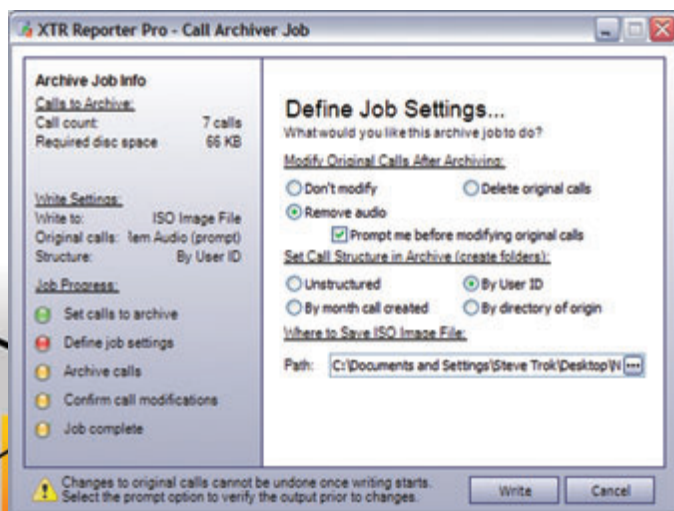 XTR Reporter Pro - Call Archiver Job
Archive Job Info
Calls to Archive:
Call count: 7 calls
Required disc space 66 KB
Write Settings:
Write to: ISO Image File
Original calls: lem Audio (prompt)
Structure: By User ID
Job Progress:
Set calls to archive
Define job settings
Archive calls
Confirm call modifications
Job complete
Define Job Settings...
What would you like this archive job to do?
Modify Original Calls After Archiving:
Don't modify Delete original calls
Remove audio
Prompt me before modifying original calls
Set Call Structure in Archive (create folders):
Unstructured By User ID
By month call created By directory of origin
Where to Save ISO Image File:
Path: C:\Documents and Settings\Steve Trok\Desktop\N ...
Changes to original calls cannot be undone once writing starts.
Select the prompt option to verify the output prior to changes.
Write Cancel